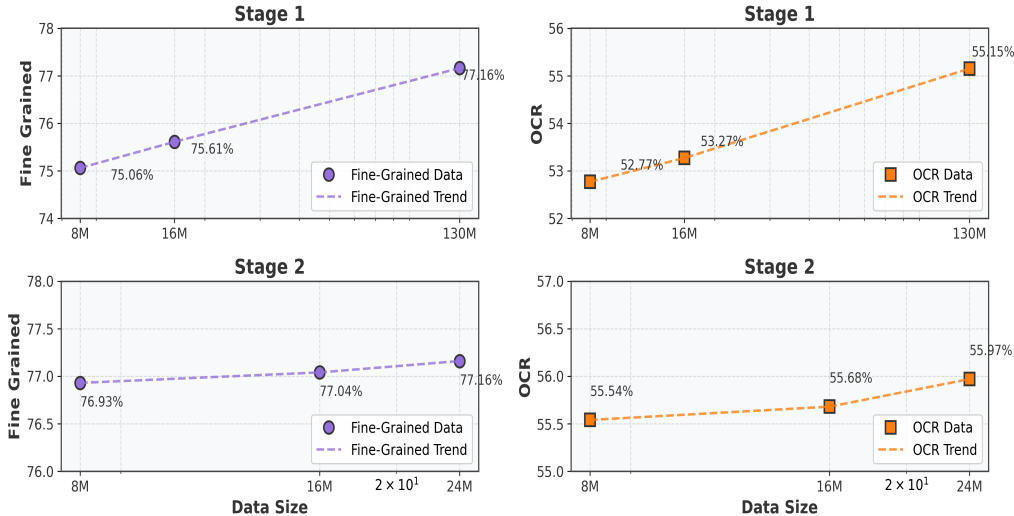 Stage 1
Fine Grained
78
77
76
75
74
75.06%
75.61%
77.16%
Fine-Grained Data
Fine-Grained Trend
8M
16M
130M
Stage 1
OCR
56
55
54
53
52
52.77%
53.27%
55.15%
OCR Data
OCR Trend
8M
16M
130M
Stage 2
Fine Grained
78.0
77.5
77.0
76.5
76.0
76.93%
77.04%
77.16%
Fine-Grained Data
Fine-Grained Trend
8M
16M
2 × 10¹
24M
Data Size
Stage 2
OCR
57.0
56.5
56.0
55.5
55.0
55.54%
55.68%
55.97%
OCR Data
OCR Trend
8M
16M
2 × 10¹
24M
Data Size